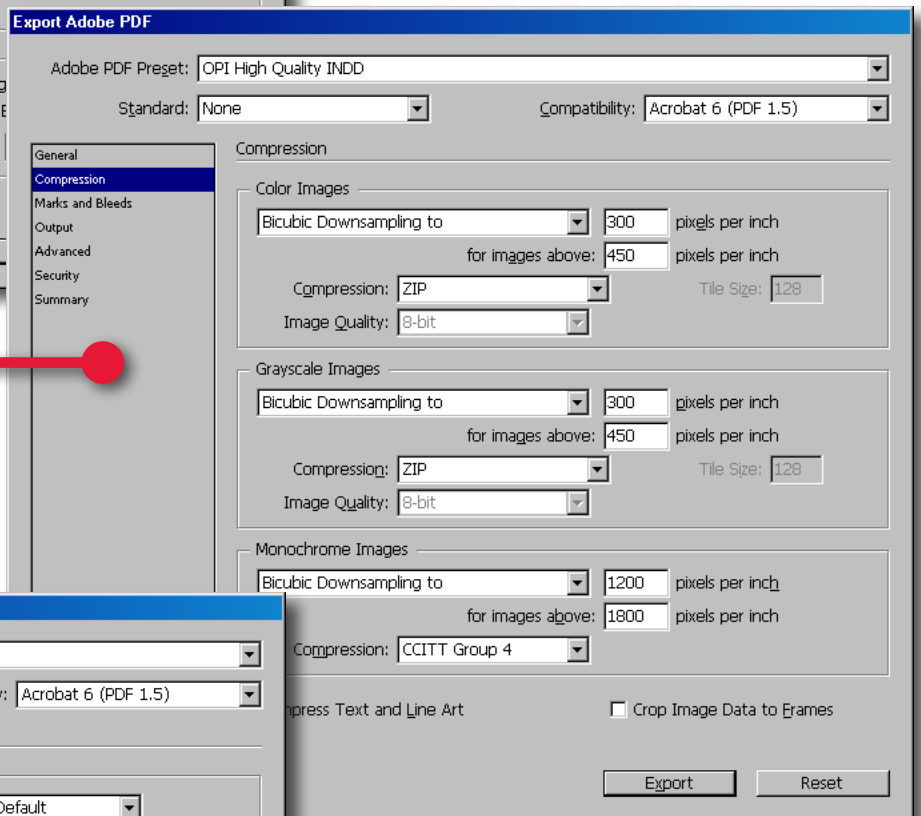 Export Adobe PDF
Adobe PDF Preset: OPI High Quality INDD
Standard: None Compatibility: Acrobat 6 (PDF 1.5)
General
Compression
Marks and Bleeds
Output
Advanced
Security
Summary
Compression
Color Images
Bicubic Downsampling to 300 pixels per inch
for images above: 450 pixels per inch
Compression: ZIP Tile Size: 128
Image Quality: 8-bit
Grayscale Images
Bicubic Downsampling to 300 pixels per inch
for images above: 450 pixels per inch
Compression: ZIP Tile Size: 128
Image Quality: 8-bit
Monochrome Images
Bicubic Downsampling to 1200 pixels per inch
for images above: 1800 pixels per inch
Compression: CCITT Group 4
Text and Line Art Crop Image Data to Frames
Export Reset
Acrobat 6 (PDF 1.5)
Default